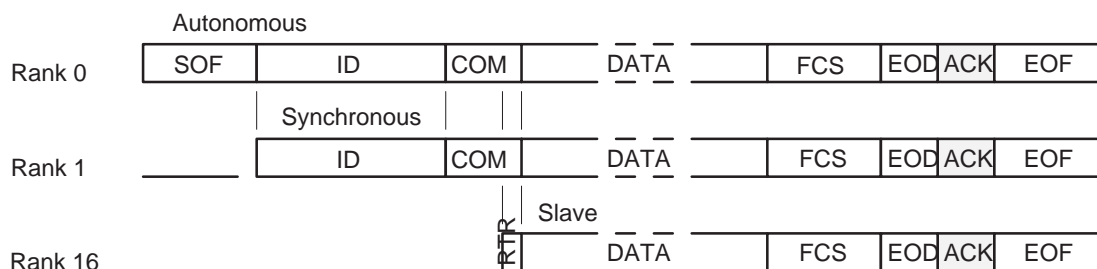 Autonomous
Rank 0 SOF ID COM DATA FCS EOD ACK EOF
Synchronous
Rank 1 ID COM DATA FCS EOD ACK EOF
Slave
Rank 16 RTR DATA FCS EOD ACK EOF